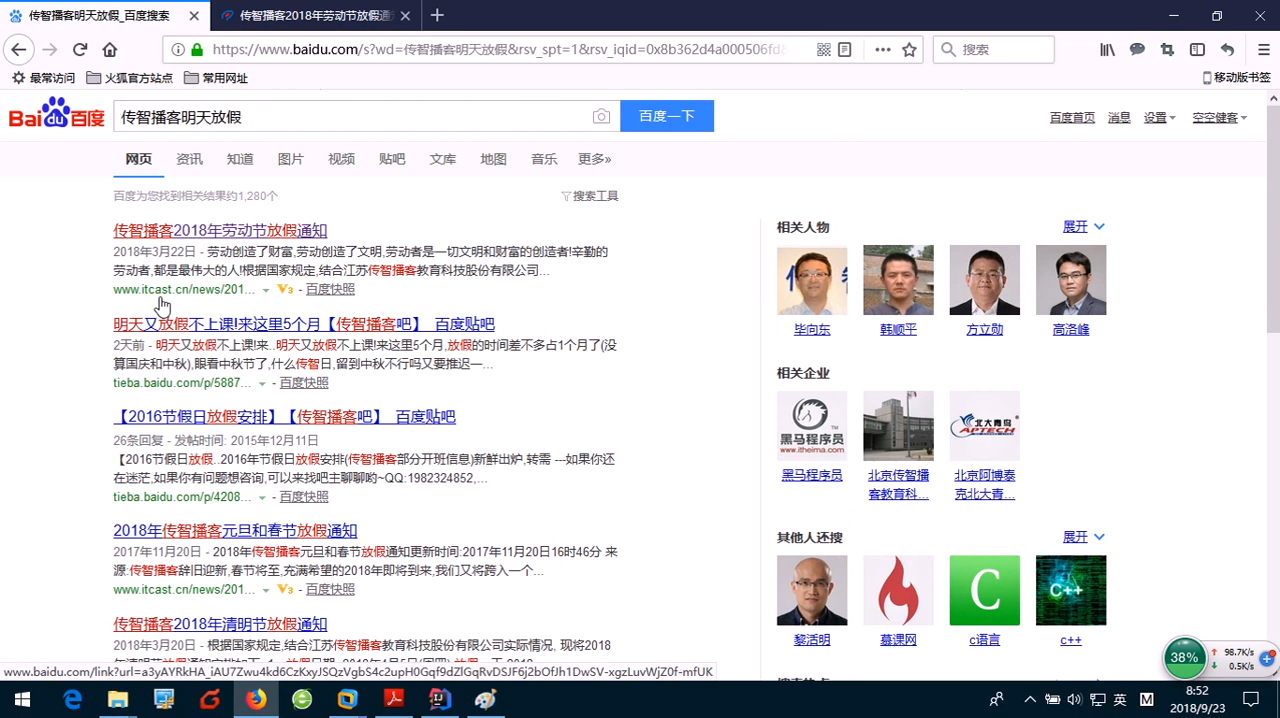 传智播客明天放假_百度搜索
传智播客2018年劳动节放假通
https://www.baidu.com/s?wd=传智播客明天放假&rsv_spt=1&rsv_iqid=0x8b362d4a000506fd
搜索
最常访问 火狐官方站点 常用网址
移动版书签
Bai du 百度
传智播客明天放假
百度一下
百度首页 消息 设置 空空健客
网页 资讯 知道 图片 视频 贴吧 文库 地图 音乐 更多»
百度为您找到相关结果约1,280个
搜索工具
传智播客2018年劳动节放假通知
2018年3月22日 - 劳动创造了财富,劳动创造了文明,劳动者是一切文明和财富的创造者!辛勤的
劳动者,都是最伟大的人!根据国家规定,结合江苏传智播客教育科技股份有限公司...
www.itcast.cn/news/201... V3 - 百度快照
明天又放假不上课!来这里5个月【传智播客吧】_百度贴吧
2天前 - 明天又放假不上课!来..明天又放假不上课!来这里5个月,放假的时间差不多占1个月了(没
算国庆和中秋),眼看中秋节了,什么传智日,留到中秋不行吗又要推迟一...
tieba.baidu.com/p/5887... - 百度快照
【2016节假日放假安排】【传智播客吧】_百度贴吧
26条回复 - 发帖时间: 2015年12月11日
【2016节假日放假..2016年节假日放假安排(传智播客部分开班信息)新鲜出炉,转需 ---如果你还
在迷茫,如果你有问题想咨询,可以来找吧主聊聊哟~QQ:1982324852,...
tieba.baidu.com/p/4208... - 百度快照
2018年传智播客元旦和春节放假通知
2017年11月20日 - 2018年传智播客元旦和春节放假通知更新时间:2017年11月20日16时46分 来
源:传智播客辞旧迎新,春节将至,充满希望的2018年即将到来,我们又将跨入一个...
www.itcast.cn/news/201... V3 - 百度快照
传智播客2018年清明节放假通知
2018年3月20日 - 根据国家规定,结合江苏传智播客教育科技股份有限公司实际情况, 现将2018
相关人物
展开
毕向东 韩顺平 方立勋 高洛峰
相关企业
黑马程序员
www.itheima.com
北大青鸟
APTECH
黑马程序员 北京传智播客教育科... 北京阿博泰克北大青...
其他人还搜
展开
C
C++
黎活明 慕课网 c语言 c++
www.baidu.com/link?url=a3yAYRkHA_iAU7Zwu4kd6CzKxyJSQzVgbS4c2upH0Gqf9dZlGqRvDSJF6j2bOfJh1DwSV-xgzLuvWjZ0f-mfUK
38%
98.7K/s
0.5K/s
英 M
8:52
2018/9/23